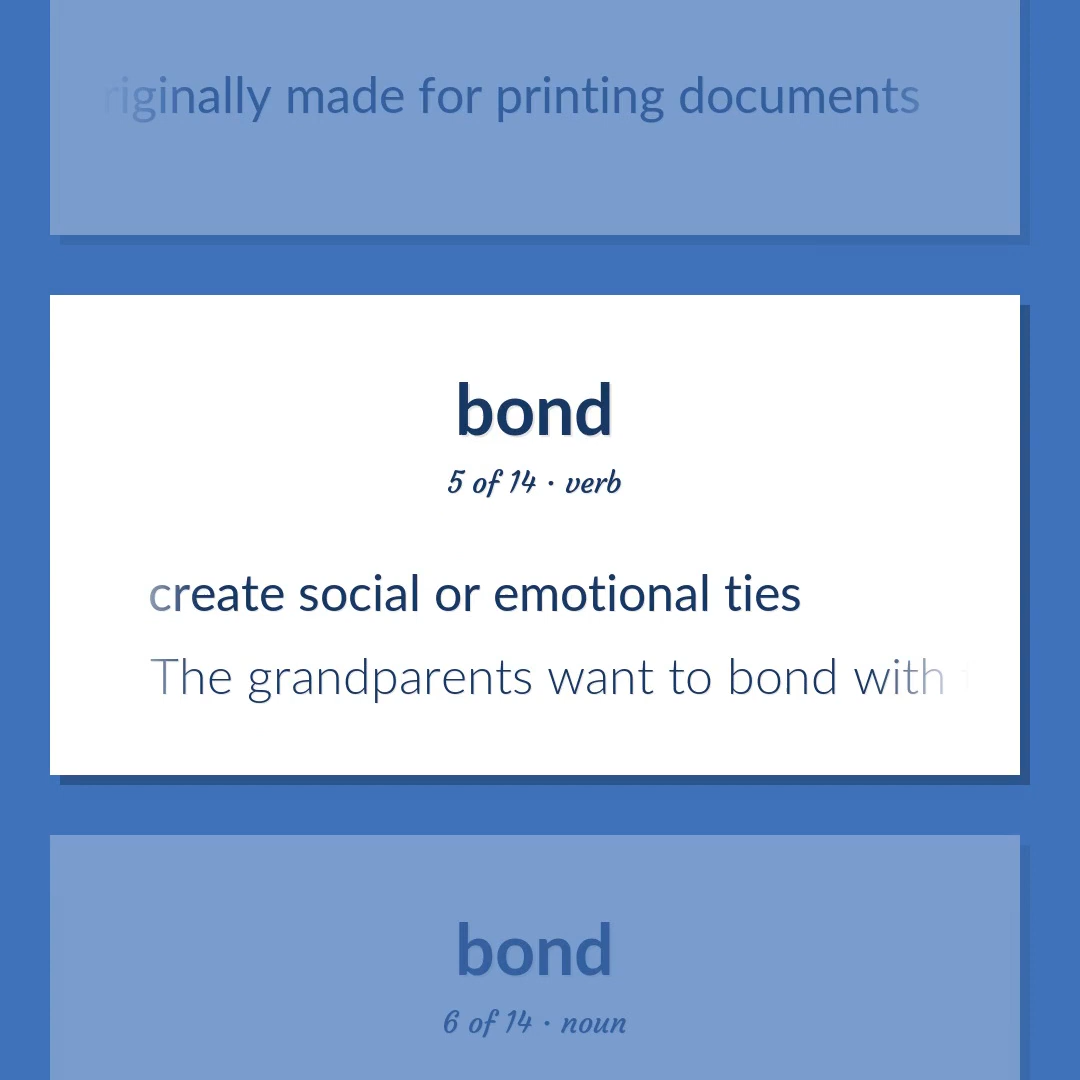 riginally made for printing documents
bond
5 of 14 · verb
create social or emotional ties
The grandparents want to bond with
bond
6 of 14 · noun